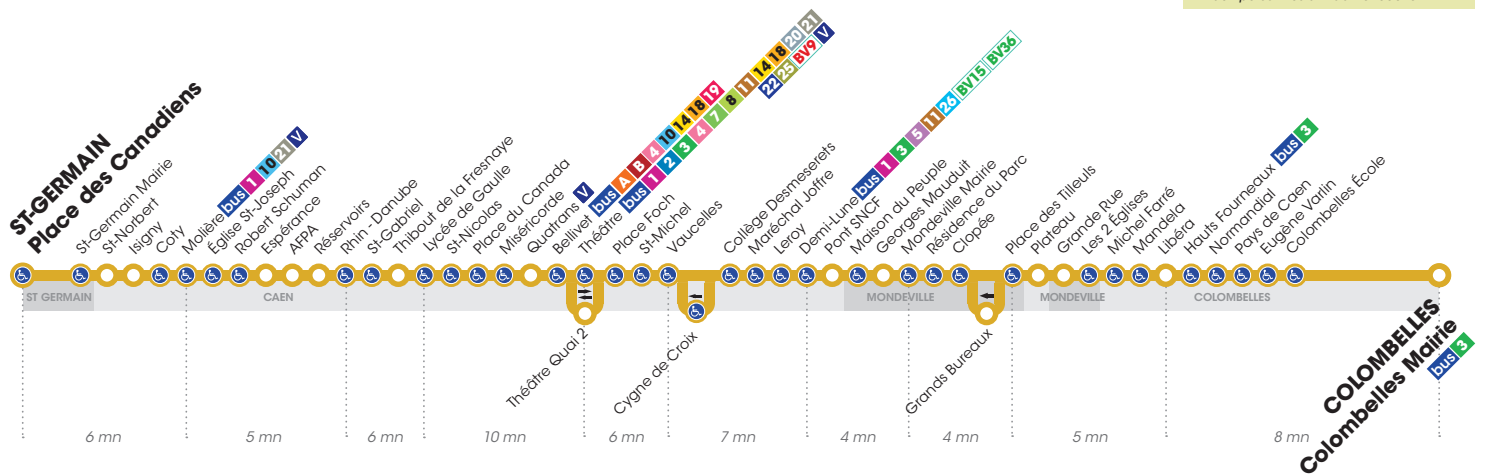 ST-GERMAIN
Place des Canadiens
St-Germain Mairie
St-Norbert
Isigny
Coty
Molière bus 1 10 21 V
Église St-Joseph
Robert Schuman
Espérance
AFPA
Réservoirs
Rhin - Danube
St-Gabriel
Thibout de la Fresnaye
Lycée de Gaulle
St-Nicolas
Place du Canada
Miséricorde
Quatrans V
Bellivet bus A B 4 10 14 18 19
Théâtre bus 1 2 3 4 7 8 11 14 18 20 21
22 25 BV9 V
Place Foch
St-Michel
Vaucelles
Collège Desmeserets
Maréchal Joffre
Leroy
Demi-Lune bus 1 3 5 11 26 BV15 BV36
Pont SNCF
Maison du Peuple
Georges Mauduit
Mondeville Mairie
Résidence du Parc
Clopée
Place des Tilleuls
Plateau
Grande Rue
Les 2 Églises
Michel Farré
Mandela
Libéra
Hauts Fourneaux bus 3
Normandial
Pays de Caen
Eugène Varlin
Colombelles École
ST GERMAIN
CAEN
MONDEVILLE
MONDEVILLE
COLOMBELLES
Théâtre Quai 2
Cygne de Croix
Grands Bureaux
COLOMBELLES
Colombelles Mairie
bus 3
6 mn
5 mn
6 mn
10 mn
6 mn
7 mn
4 mn
4 mn
5 mn
8 mn